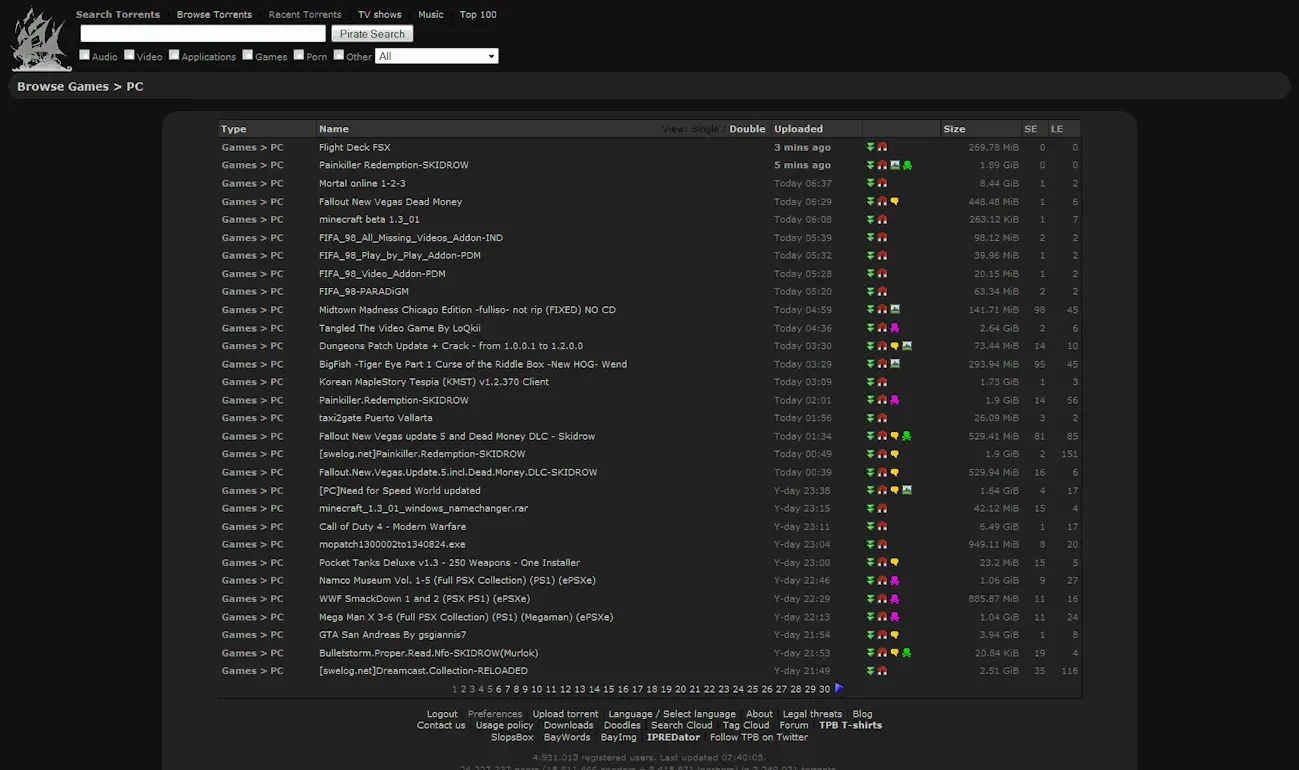 Search Torrents Browse Torrents Recent Torrents TV shows Music Top 100
Pirate Search
Audio Video Applications Games Porn Other All
Browse Games > PC
Type Name View: Single / Double Uploaded Size SE LE
Games > PC Flight Deck FSX 3 mins ago 269.78 MiB 0 0
Games > PC Painkiller Redemption-SKIDROW 5 mins ago 1.89 GiB 0 0
Games > PC Mortal online 1-2-3 Today 06:37 8.44 GiB 1 2
Games > PC Fallout New Vegas Dead Money Today 06:29 448.48 MiB 1 6
Games > PC minecraft beta 1.3_01 Today 06:08 263.12 KiB 1 7
Games > PC FIFA_98_All_Missing_Videos_Addon-IND Today 05:39 98.12 MiB 2 2
Games > PC FIFA_98_Play_by_Play_Addon-PDM Today 05:32 39.96 MiB 1 2
Games > PC FIFA_98_Video_Addon-PDM Today 05:28 20.15 MiB 1 2
Games > PC FIFA_98-PARADiGM Today 05:20 63.34 MiB 2 2
Games > PC Midtown Madness Chicago Edition -fulliso- not rip (FIXED) NO CD Today 04:59 141.71 MiB 98 45
Games > PC Tangled The Video Game By LoQkii Today 04:36 2.64 GiB 2 6
Games > PC Dungeons Patch Update + Crack - from 1.0.0.1 to 1.2.0.0 Today 03:30 73.44 MiB 14 10
Games > PC BigFish -Tiger Eye Part 1 Curse of the Riddle Box -New HOG- Wend Today 03:29 293.94 MiB 95 45
Games > PC Korean MapleStory Tespia (KMST) v1.2.370 Client Today 03:09 1.73 GiB 1 3
Games > PC Painkiller.Redemption-SKIDROW Today 02:01 1.9 GiB 14 56
Games > PC taxi2gate Puerto Vallarta Today 01:56 26.09 MiB 3 2
Games > PC Fallout New Vegas update 5 and Dead Money DLC - Skidrow Today 01:34 529.41 MiB 81 85
Games > PC [swelog.net]Painkiller.Redemption-SKIDROW Today 00:49 1.9 GiB 2 151
Games > PC Fallout.New.Vegas.Update.5.incl.Dead.Money.DLC-SKIDROW Today 00:39 529.94 MiB 16 6
Games > PC [PC]Need for Speed World updated Y-day 23:38 1.64 GiB 4 17
Games > PC minecraft_1.3_01_windows_namechanger.rar Y-day 23:15 42.12 MiB 15 4
Games > PC Call of Duty 4 - Modern Warfare Y-day 23:11 6.49 GiB 1 17
Games > PC mopatch1300002to1340824.exe Y-day 23:04 949.11 MiB 8 20
Games > PC Pocket Tanks Deluxe v1.3 - 250 Weapons - One Installer Y-day 23:00 23.2 MiB 15 5
Games > PC Namco Museum Vol. 1-5 (Full PSX Collection) (PS1) (ePSXe) Y-day 22:46 1.06 GiB 9 27
Games > PC WWF SmackDown 1 and 2 (PSX PS1) (ePSXe) Y-day 22:29 885.87 MiB 11 16
Games > PC Mega Man X 3-6 (Full PSX Collection) (PS1) (Megaman) (ePSXe) Y-day 22:13 1.04 GiB 11 24
Games > PC GTA San Andreas By gsgiannis7 Y-day 21:54 3.94 GiB 1 8
Games > PC Bulletstorm.Proper.Read.Nfo-SKIDROW(Murlok) Y-day 21:53 20.84 KiB 19 4
Games > PC [swelog.net]Dreamcast.Collection-RELOADED Y-day 21:49 2.51 GiB 35 116
1 2 3 4 5 6 7 8 9 10 11 12 13 14 15 16 17 18 19 20 21 22 23 24 25 26 27 28 29 30
Logout Preferences Upload torrent Language / Select language About Legal threats Blog
Contact us Usage policy Downloads Doodles Search Cloud Tag Cloud Forum TPB T-shirts
SlopsBox BayWords BayImg IPREDator Follow TPB on Twitter
4.931.013 registered users. Last updated 07:40:05.